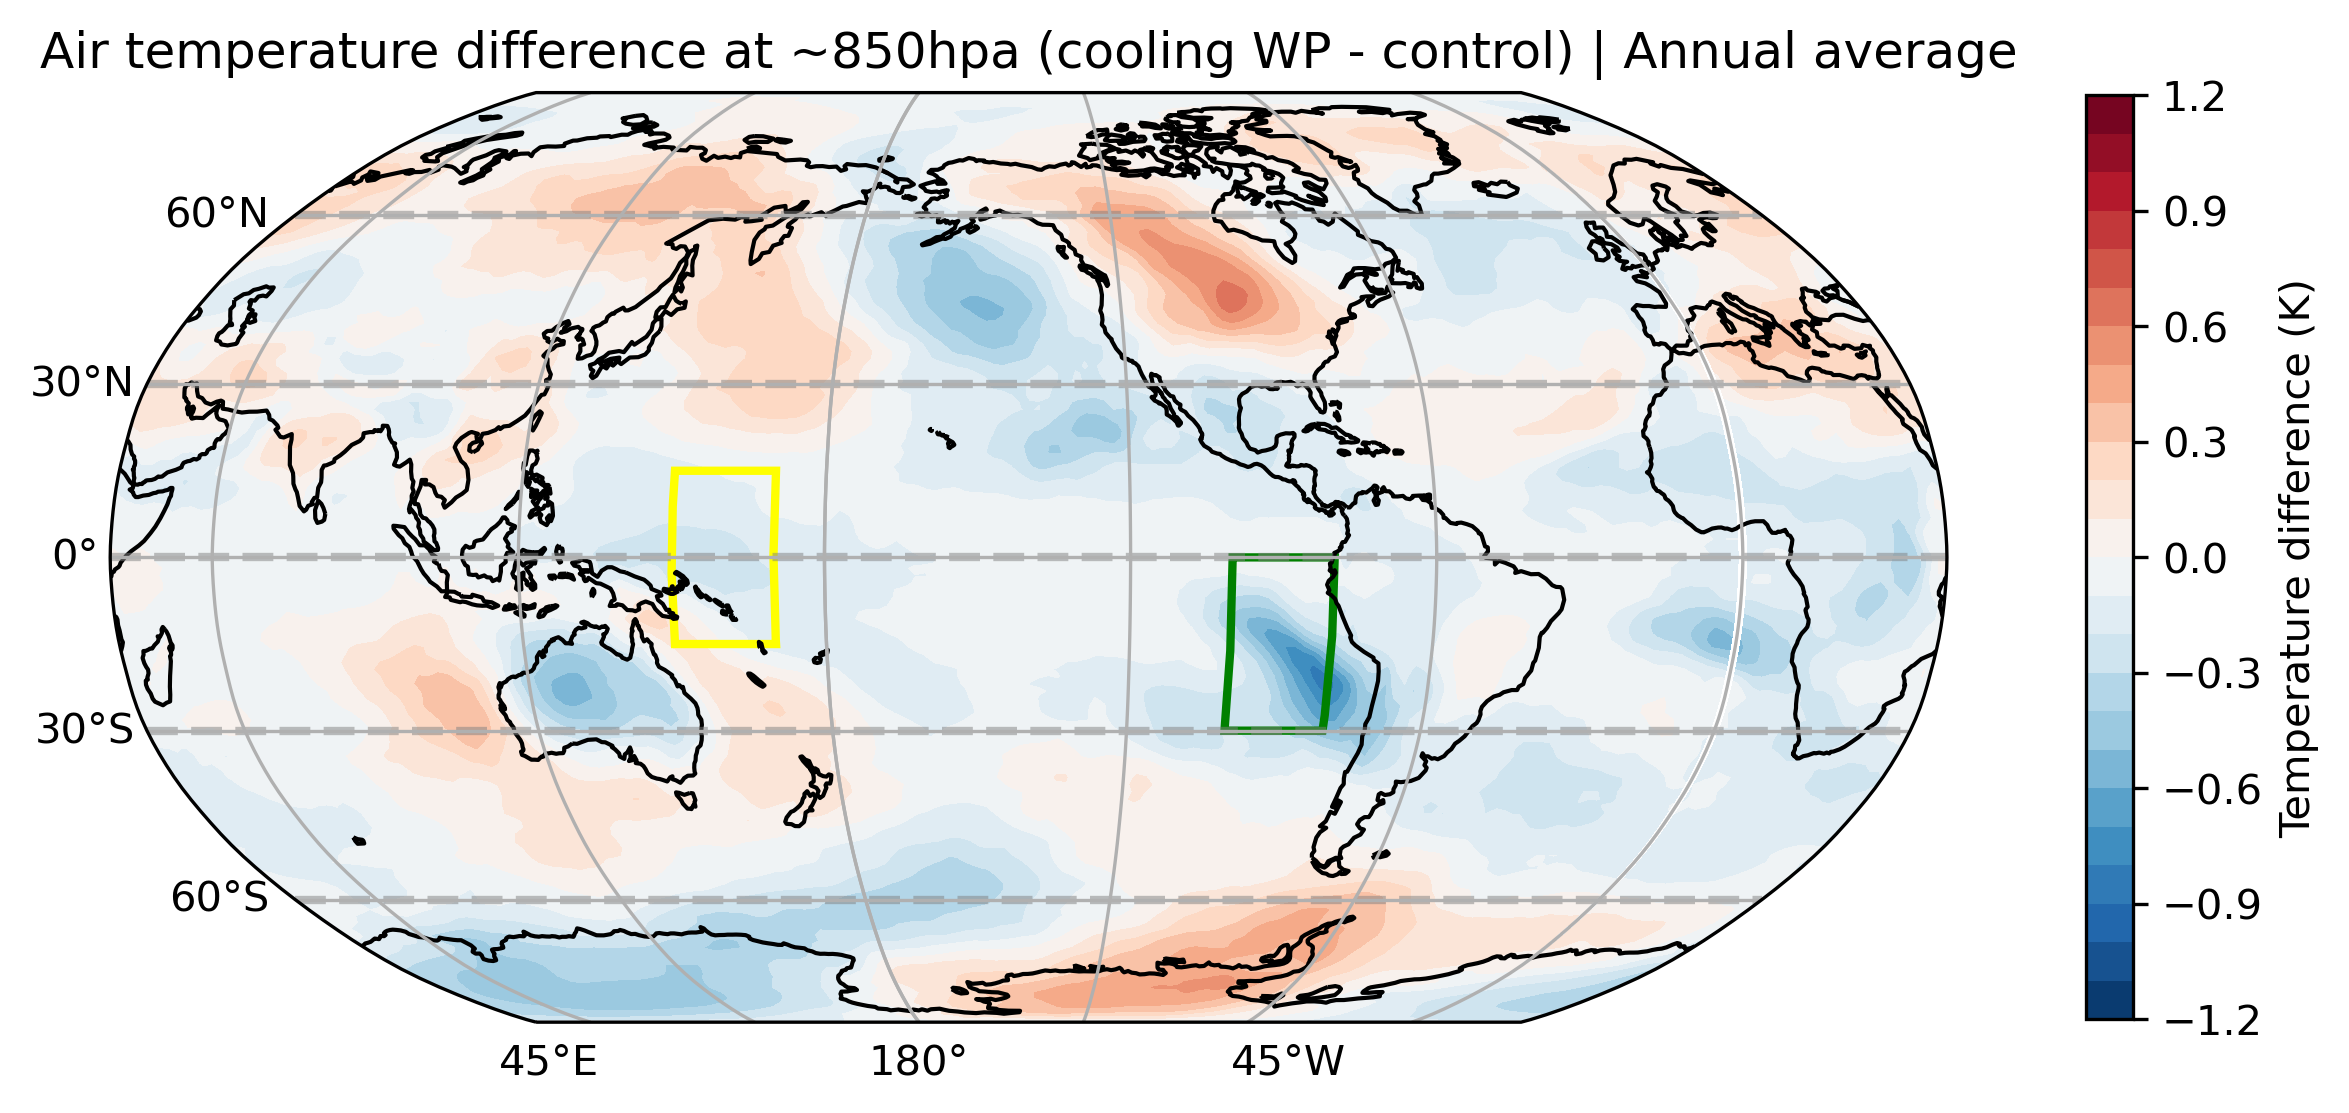 Air temperature difference at ~850hpa (cooling WP - control) | Annual average
60°N
30°N
0°
30°S
60°S
45°E
180°
45°W
1.2
0.9
0.6
0.3
0.0
−0.3
−0.6
−0.9
−1.2
Temperature difference (K)